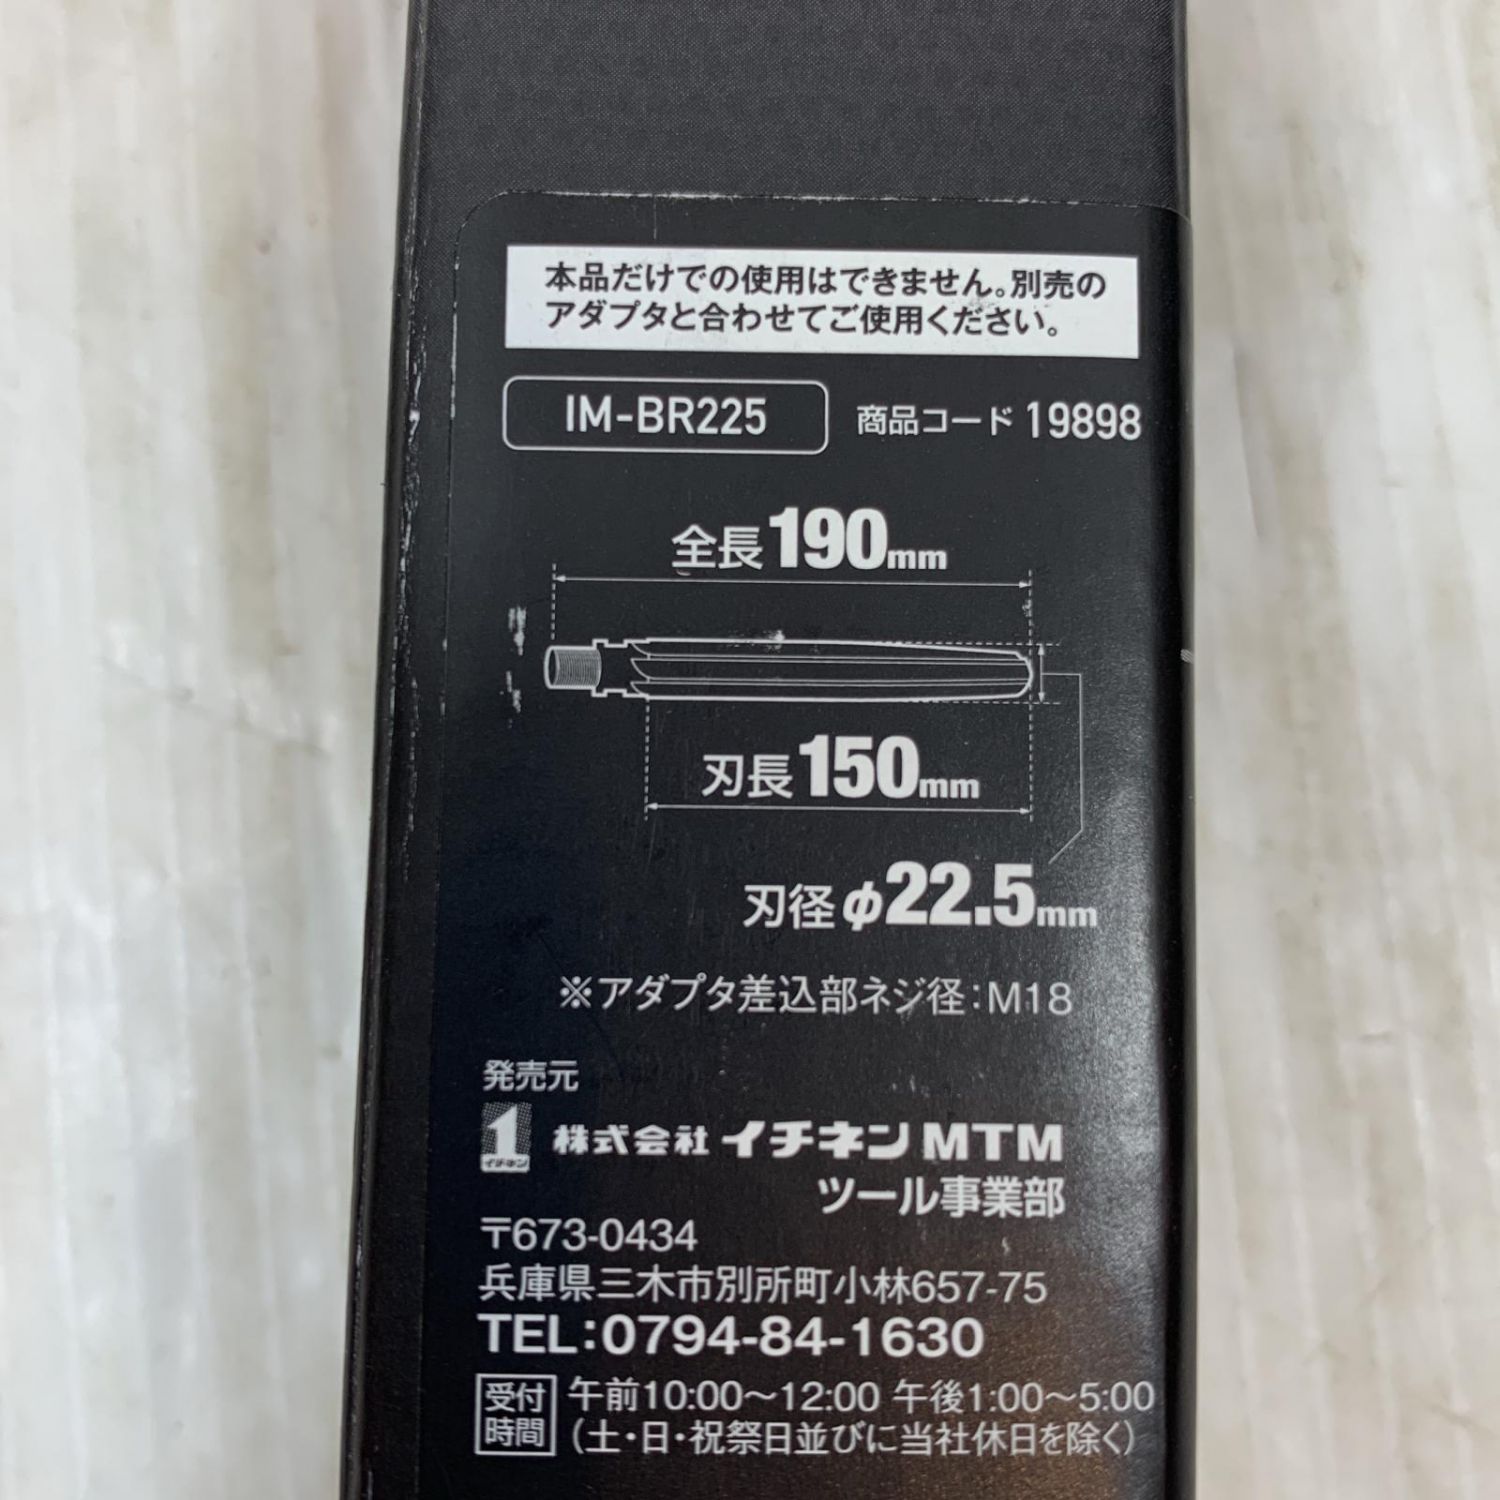 本品だけでの使用はできません。別売の
アダプタと合わせてご使用ください。
IM-BR225
商品コード 19898
全長190mm
刃長150mm
刃径φ22.5mm
※アダプタ差込部ネジ径：M18
発売元
1 イチネン
株式会社イチネンMTM
ツール事業部
〒673-0434
兵庫県三木市別所町小林657-75
TEL：0794-84-1630
受付時間
午前10:00～12:00 午後1:00～5:00
（土・日・祝祭日並びに当社休日を除く）